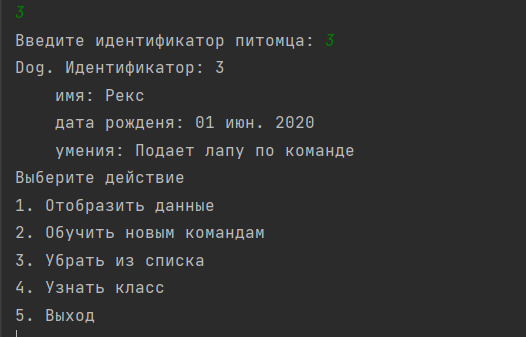 3
Введите идентификатор питомца: 3
Dog. Идентификатор: 3
имя: Рекс
дата рожденя: 01 июн. 2020
умения: Подает лапу по команде
Выберите действие
1. Отобразить данные
2. Обучить новым командам
3. Убрать из списка
4. Узнать класс
5. Выход